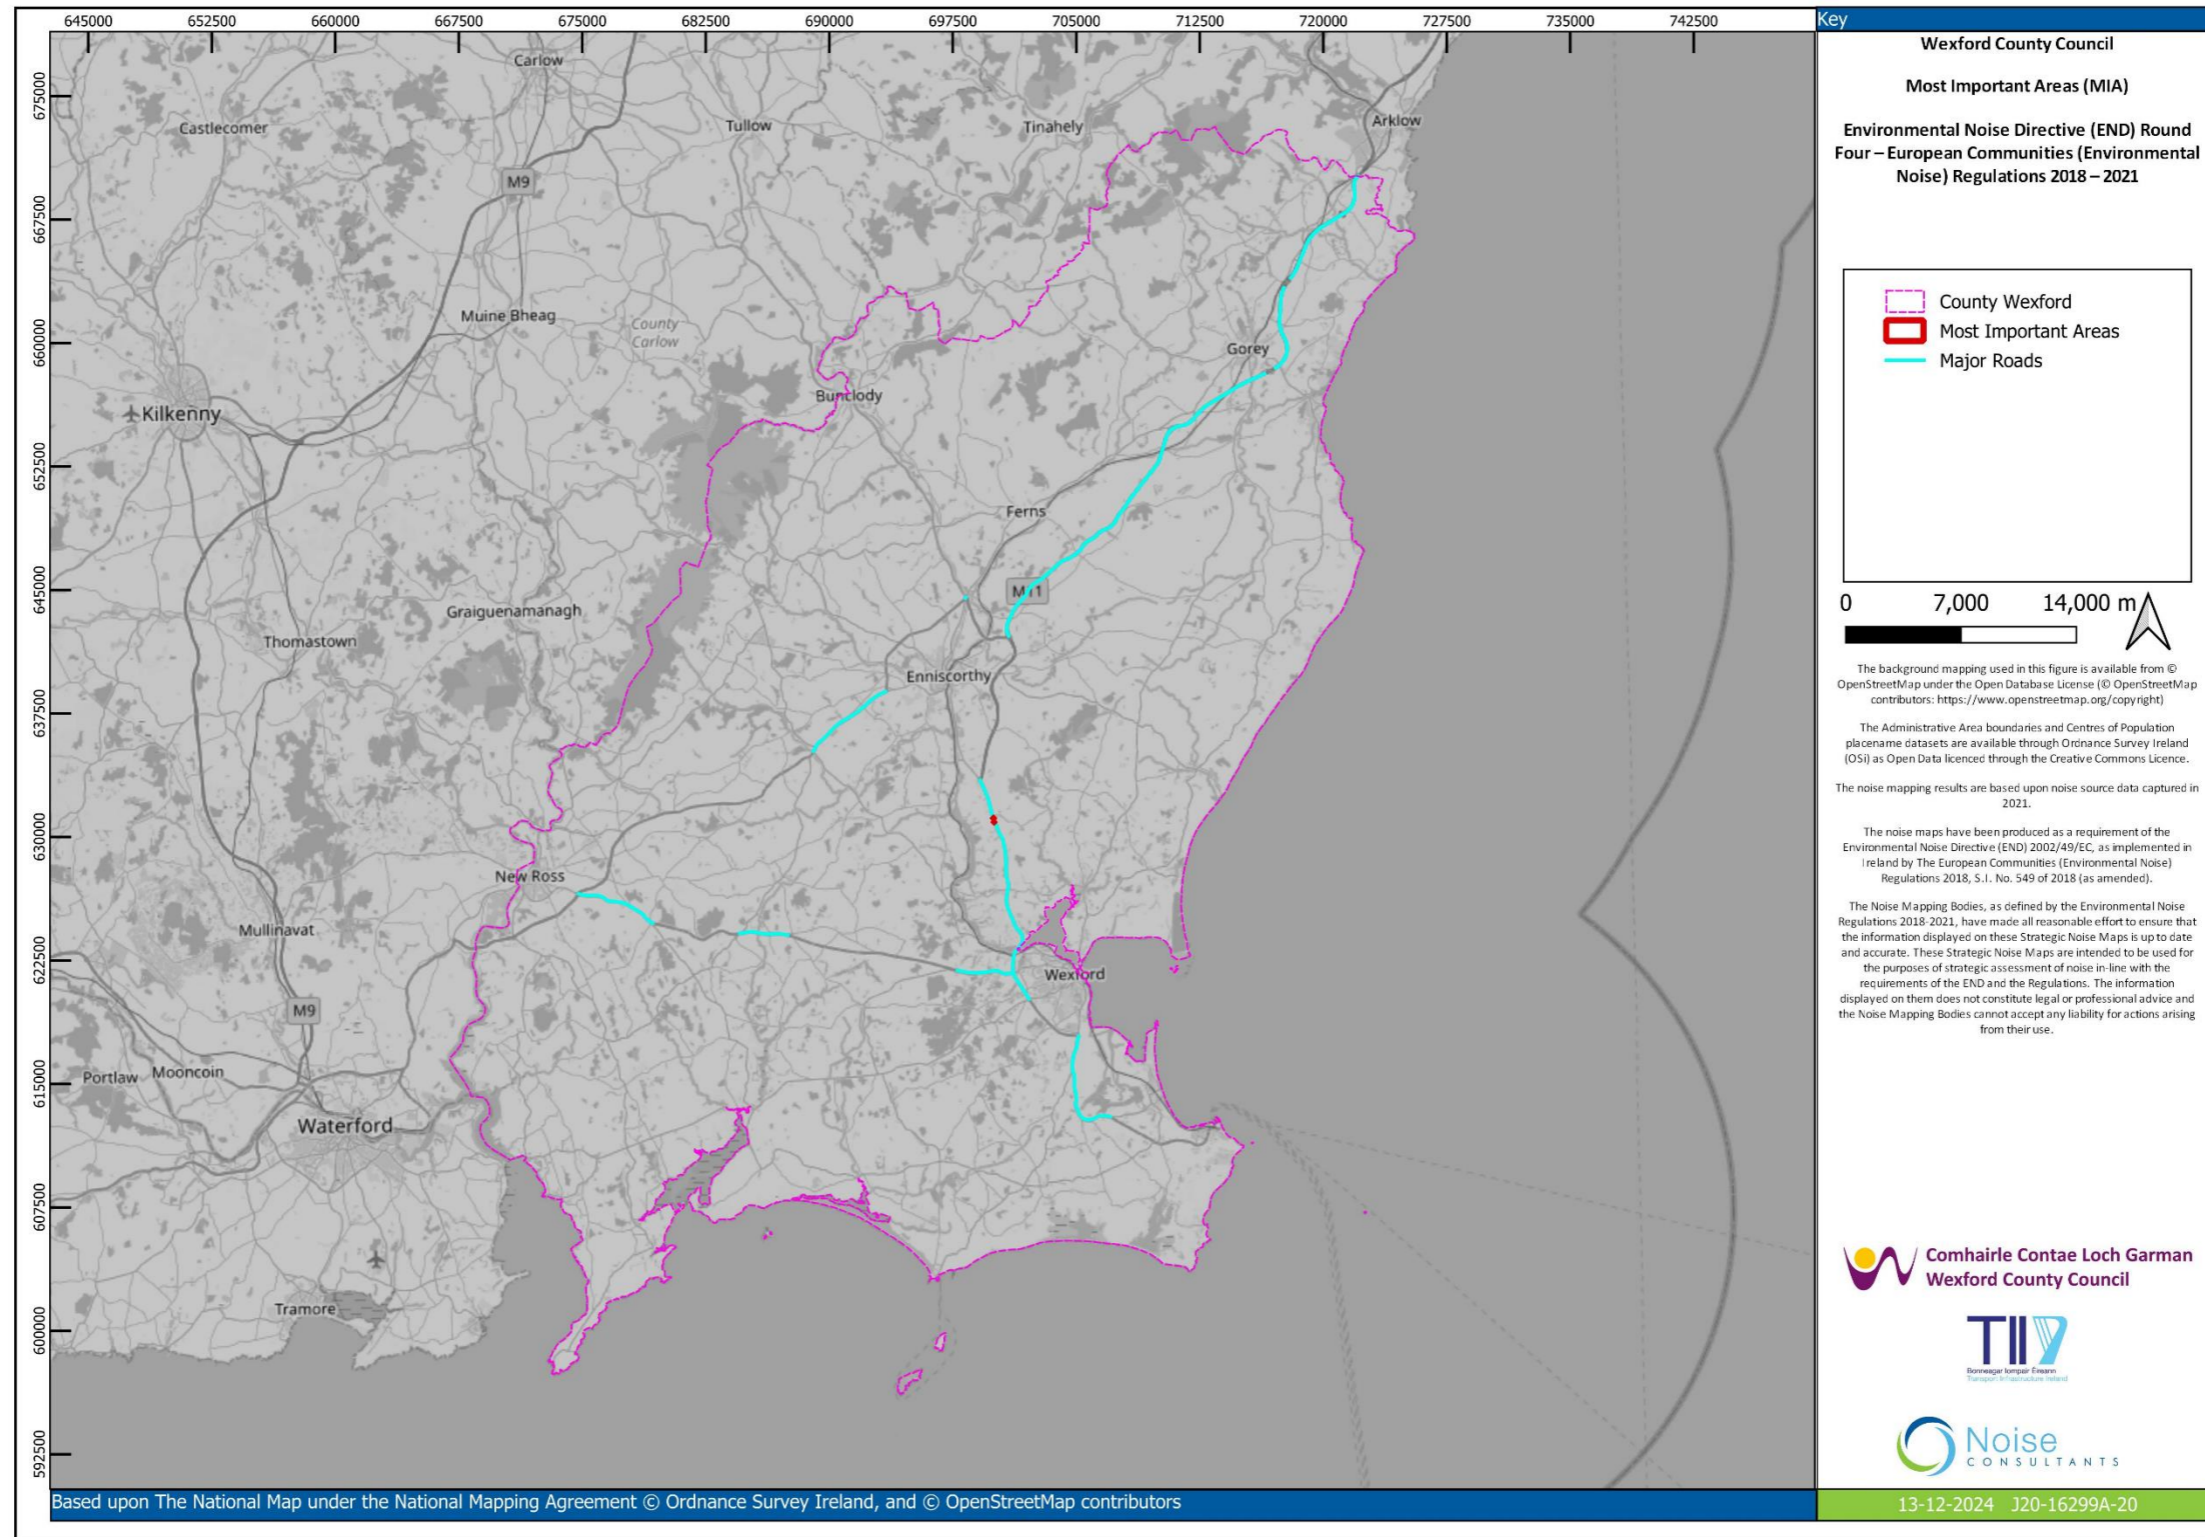 645000 652500 660000 667500 675000 682500 690000 697500 705000 712500 720000 727500 735000 742500
675000
667500
660000
652500
645000
637500
630000
622500
615000
607500
600000
592500
Carlow
Castlecomer
Tullow
Tinahely
Arklow
M9
Muine Bheag
County
Carlow
Gorey
Bunclody
Kilkenny
Ferns
M11
Graiguenamanagh
Thomastown
Enniscorthy
New Ross
Mullinavat
Wexford
M9
Portlaw
Mooncoin
Waterford
Tramore
Key
Wexford County Council
Most Important Areas (MIA)
Environmental Noise Directive (END) Round
Four – European Communities (Environmental
Noise) Regulations 2018 – 2021
County Wexford
Most Important Areas
Major Roads
0 7,000 14,000 m
The background mapping used in this figure is available from ©
OpenStreetMap under the Open Database License (© OpenStreetMap
contributors: https://www.openstreetmap.org/copyright)
The Administrative Area boundaries and Centres of Population
placename datasets are available through Ordnance Survey Ireland
(OSi) as Open Data licenced through the Creative Commons Licence.
The noise mapping results are based upon noise source data captured in
2021.
The noise maps have been produced as a requirement of the
Environmental Noise Directive (END) 2002/49/EC, as implemented in
Ireland by The European Communities (Environmental Noise)
Regulations 2018, S.I. No. 549 of 2018 (as amended).
The Noise Mapping Bodies, as defined by the Environmental Noise
Regulations 2018-2021, have made all reasonable effort to ensure that
the information displayed on these Strategic Noise Maps is up to date
and accurate. These Strategic Noise Maps are intended to be used for
the purposes of strategic assessment of noise in-line with the
requirements of the END and the Regulations. The information
displayed on them does not constitute legal or professional advice and
the Noise Mapping Bodies cannot accept any liability for actions arising
from their use.
Comhairle Contae Loch Garman
Wexford County Council
TII
Bonneagar Iompair Éireann
Transport Infrastructure Ireland
Noise
CONSULTANTS
Based upon The National Map under the National Mapping Agreement © Ordnance Survey Ireland, and © OpenStreetMap contributors
13-12-2024 J20-16299A-20